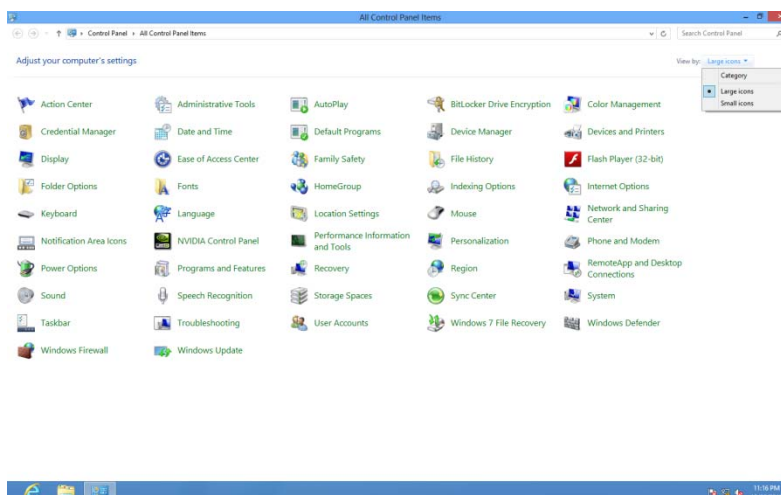 All Control Panel Items
Control Panel All Control Panel Items
Search Control Panel
Adjust your computer's settings
View by: Large icons
Category
Large icons
Small icons
Action Center
Administrative Tools
AutoPlay
BitLocker Drive Encryption
Color Management
Credential Manager
Date and Time
Default Programs
Device Manager
Devices and Printers
Display
Ease of Access Center
Family Safety
File History
Flash Player (32-bit)
Folder Options
Fonts
HomeGroup
Indexing Options
Internet Options
Keyboard
Language
Location Settings
Mouse
Network and Sharing
Center
Notification Area Icons
NVIDIA Control Panel
Performance Information
and Tools
Personalization
Phone and Modem
Power Options
Programs and Features
Recovery
Region
RemoteApp and Desktop
Connections
Sound
Speech Recognition
Storage Spaces
Sync Center
System
Taskbar
Troubleshooting
User Accounts
Windows 7 File Recovery
Windows Defender
Windows Firewall
Windows Update
11:16 PM